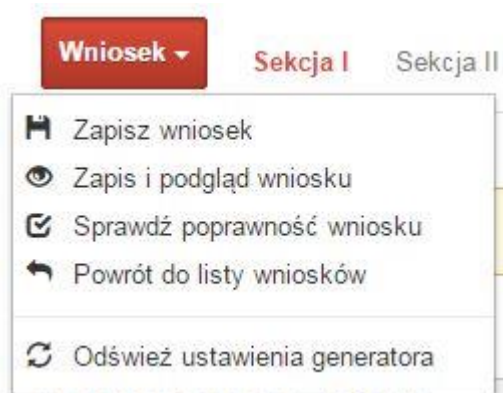 Wniosek Sekcja I Sekcja II
Zapisz wniosek
Zapis i podgląd wniosku
Sprawdź poprawność wniosku
Powrót do listy wniosków
Odśwież ustawienia generatora